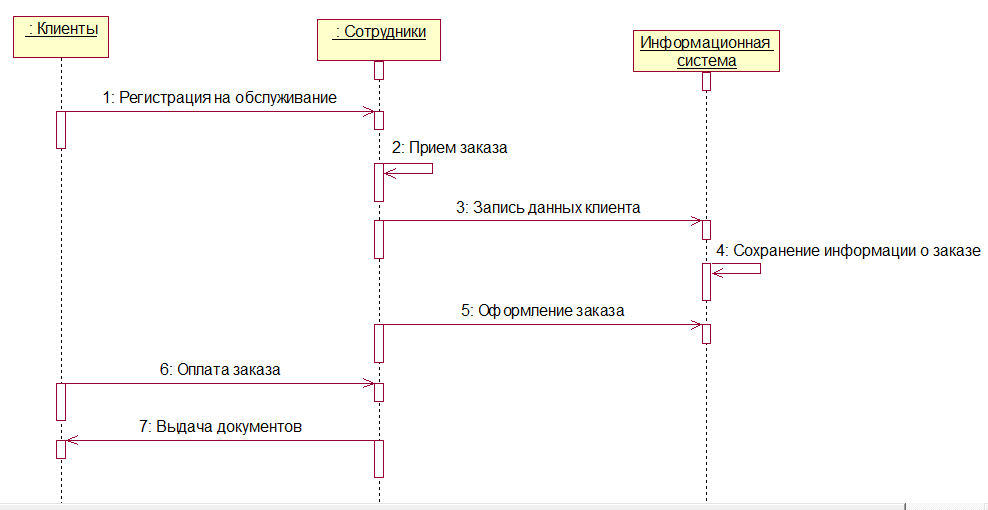 : Клиенты
: Сотрудники
Информационная
система
1: Регистрация на обслуживание
2: Прием заказа
3: Запись данных клиента
4: Сохранение информации о заказе
5: Оформление заказа
6: Оплата заказа
7: Выдача документов